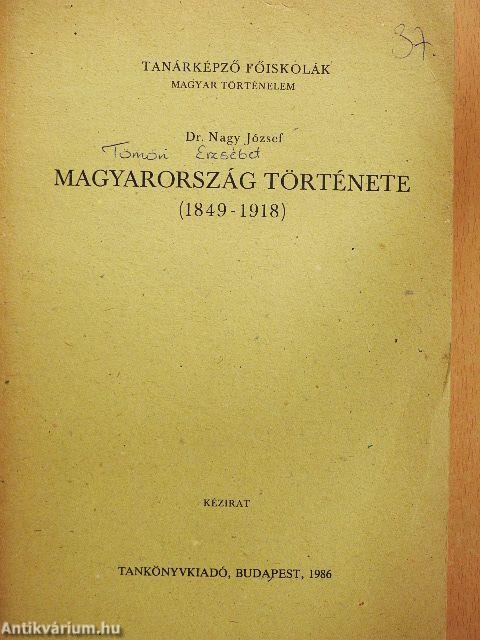 37.
TANÁRKÉPZŐ FŐISKOLÁK
MAGYAR TÖRTÉNELEM
Dr. Nagy József
Tömöri Erzsébet
MAGYARORSZÁG TÖRTÉNETE
(1849-1918)
KÉZIRAT
TANKÖNYVKIADÓ, BUDAPEST, 1986
Antikvárium.hu